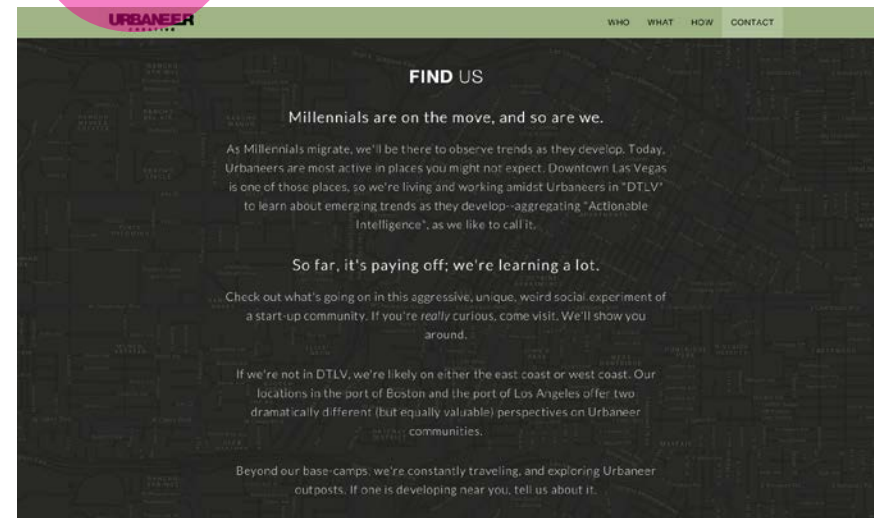 URBANEER
CREATIVE
WHO WHAT HOW CONTACT
FIND US
Millennials are on the move, and so are we.
As Millennials migrate, we'll be there to observe trends as they develop. Today,
Urbaneers are most active in places you might not expect. Downtown Las Vegas
is one of those places, so we're living and working amidst Urbaneers in "DTLV"
to learn about emerging trends as they develop--aggregating "Actionable
Intelligence", as we like to call it.
So far, it's paying off; we're learning a lot.
Check out what's going on in this aggressive, unique, weird social experiment of
a start-up community. If you're really curious, come visit. We'll show you
around.
If we're not in DTLV, we're likely on either the east coast or west coast. Our
locations in the port of Boston and the port of Los Angeles offer two
dramatically different (but equally valuable) perspectives on Urbaneer
communities.
Beyond our base-camps, we're constantly traveling, and exploring Urbaneer
outposts. If one is developing near you, tell us about it.